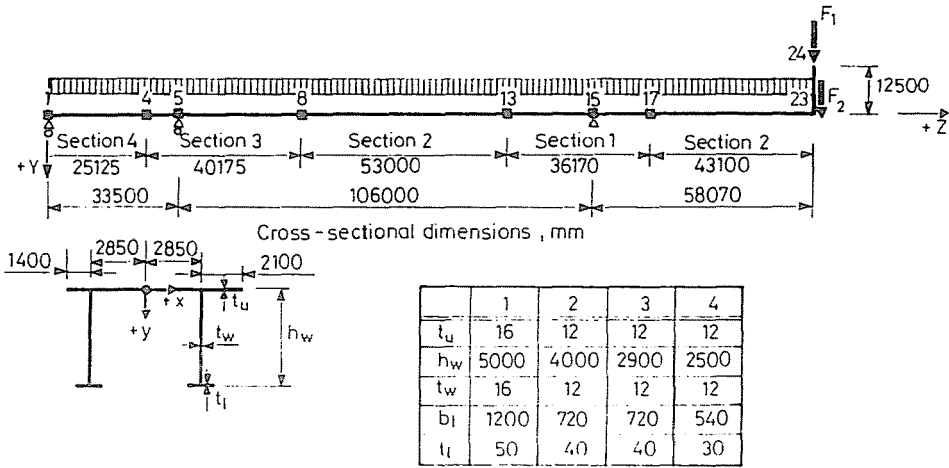 F1
24
12500
1 4 5 8 13 15 17 23 F2
+Z
Section 4 Section 3 Section 2 Section 1 Section 2
+Y 25125 40175 53000 36170 43100
33500 106000 58070
Cross-sectional dimensions , mm
1400 2850 2850 2100
+x tu
+y tw hw
tl
1 2 3 4
tu 16 12 12 12
hw 5000 4000 2900 2500
tw 16 12 12 12
bl 1200 720 720 540
tl 50 40 40 30